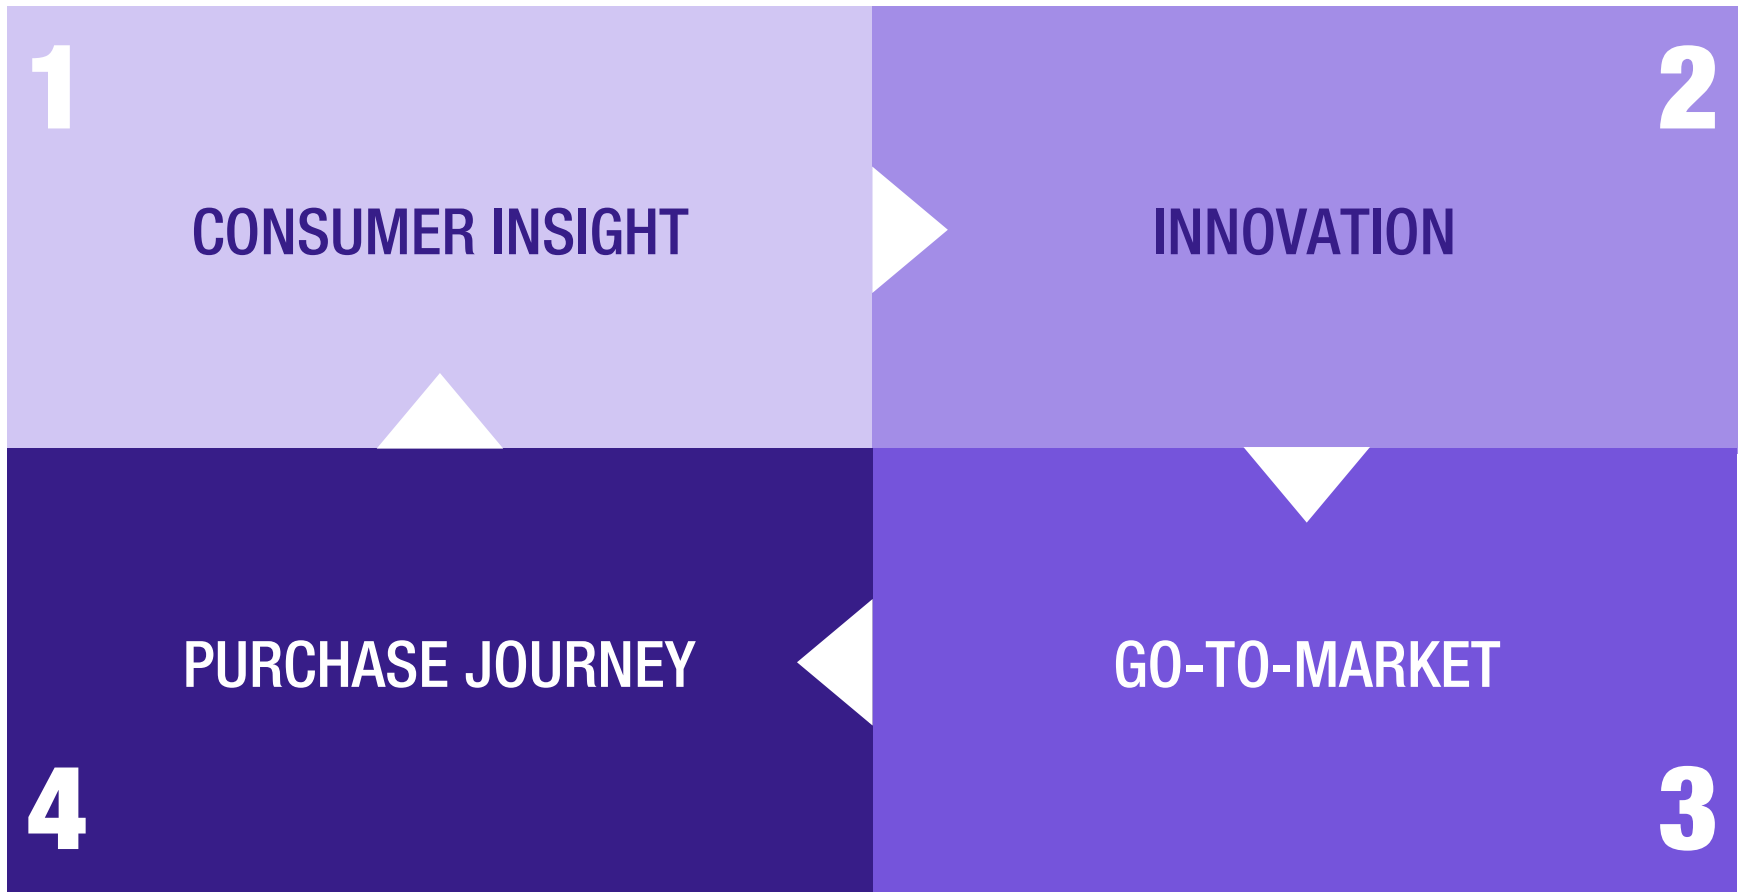 1
CONSUMER INSIGHT
2
INNOVATION
3
GO-TO-MARKET
4
PURCHASE JOURNEY